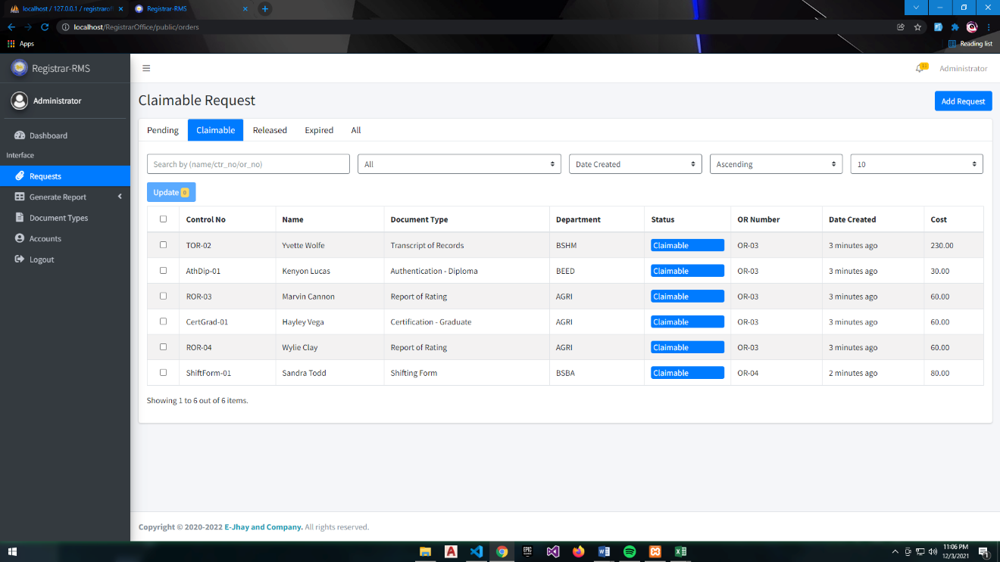 localhost / 127.0.0.1 / registrarofi
Registrar-RMS
localhost/RegistrarOffice/public/orders
Apps
Reading list
Registrar-RMS
Administrator
Administrator
Claimable Request
Add Request
Pending
Claimable
Released
Expired
All
Dashboard
Interface
Requests
Generate Report
Document Types
Accounts
Logout
Search by (name/ctr_no/or_no)
All
Date Created
Ascending
10
Update 0
Control No Name Document Type Department Status OR Number Date Created Cost
TOR-02 Yvette Wolfe Transcript of Records BSHM Claimable OR-03 3 minutes ago 230.00
AthDip-01 Kenyon Lucas Authentication - Diploma BEED Claimable OR-03 3 minutes ago 30.00
ROR-03 Marvin Cannon Report of Rating AGRI Claimable OR-03 3 minutes ago 60.00
CertGrad-01 Hayley Vega Certification - Graduate AGRI Claimable OR-03 3 minutes ago 60.00
ROR-04 Wylie Clay Report of Rating AGRI Claimable OR-03 3 minutes ago 60.00
ShiftForm-01 Sandra Todd Shifting Form BSBA Claimable OR-04 2 minutes ago 80.00
Showing 1 to 6 out of 6 items.
Copyright © 2020-2022 E-Jhay and Company. All rights reserved.
EPIC
11:06 PM
12/3/2021